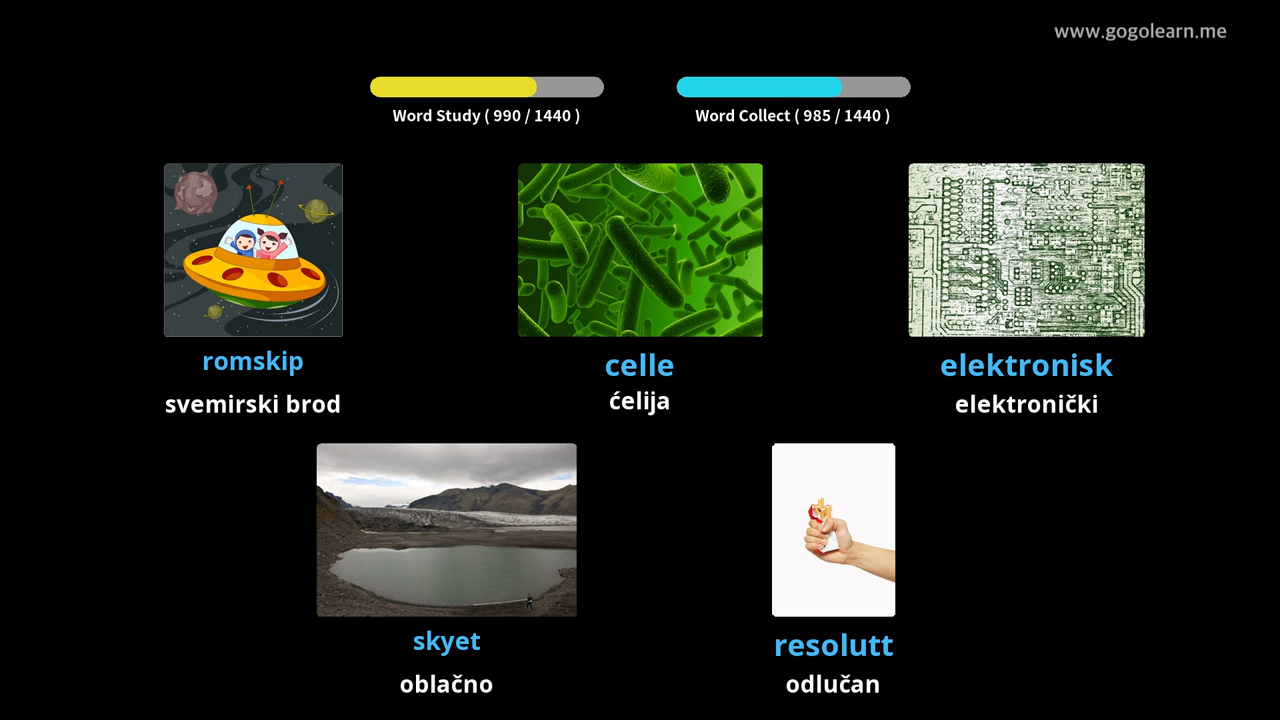 www.gogolearn.me
Word Study ( 990 / 1440 )
Word Collect ( 985 / 1440 )
romskip
celle
elektronisk
svemirski brod
ćelija
elektronički
skyet
resolutt
oblačno
odlučan